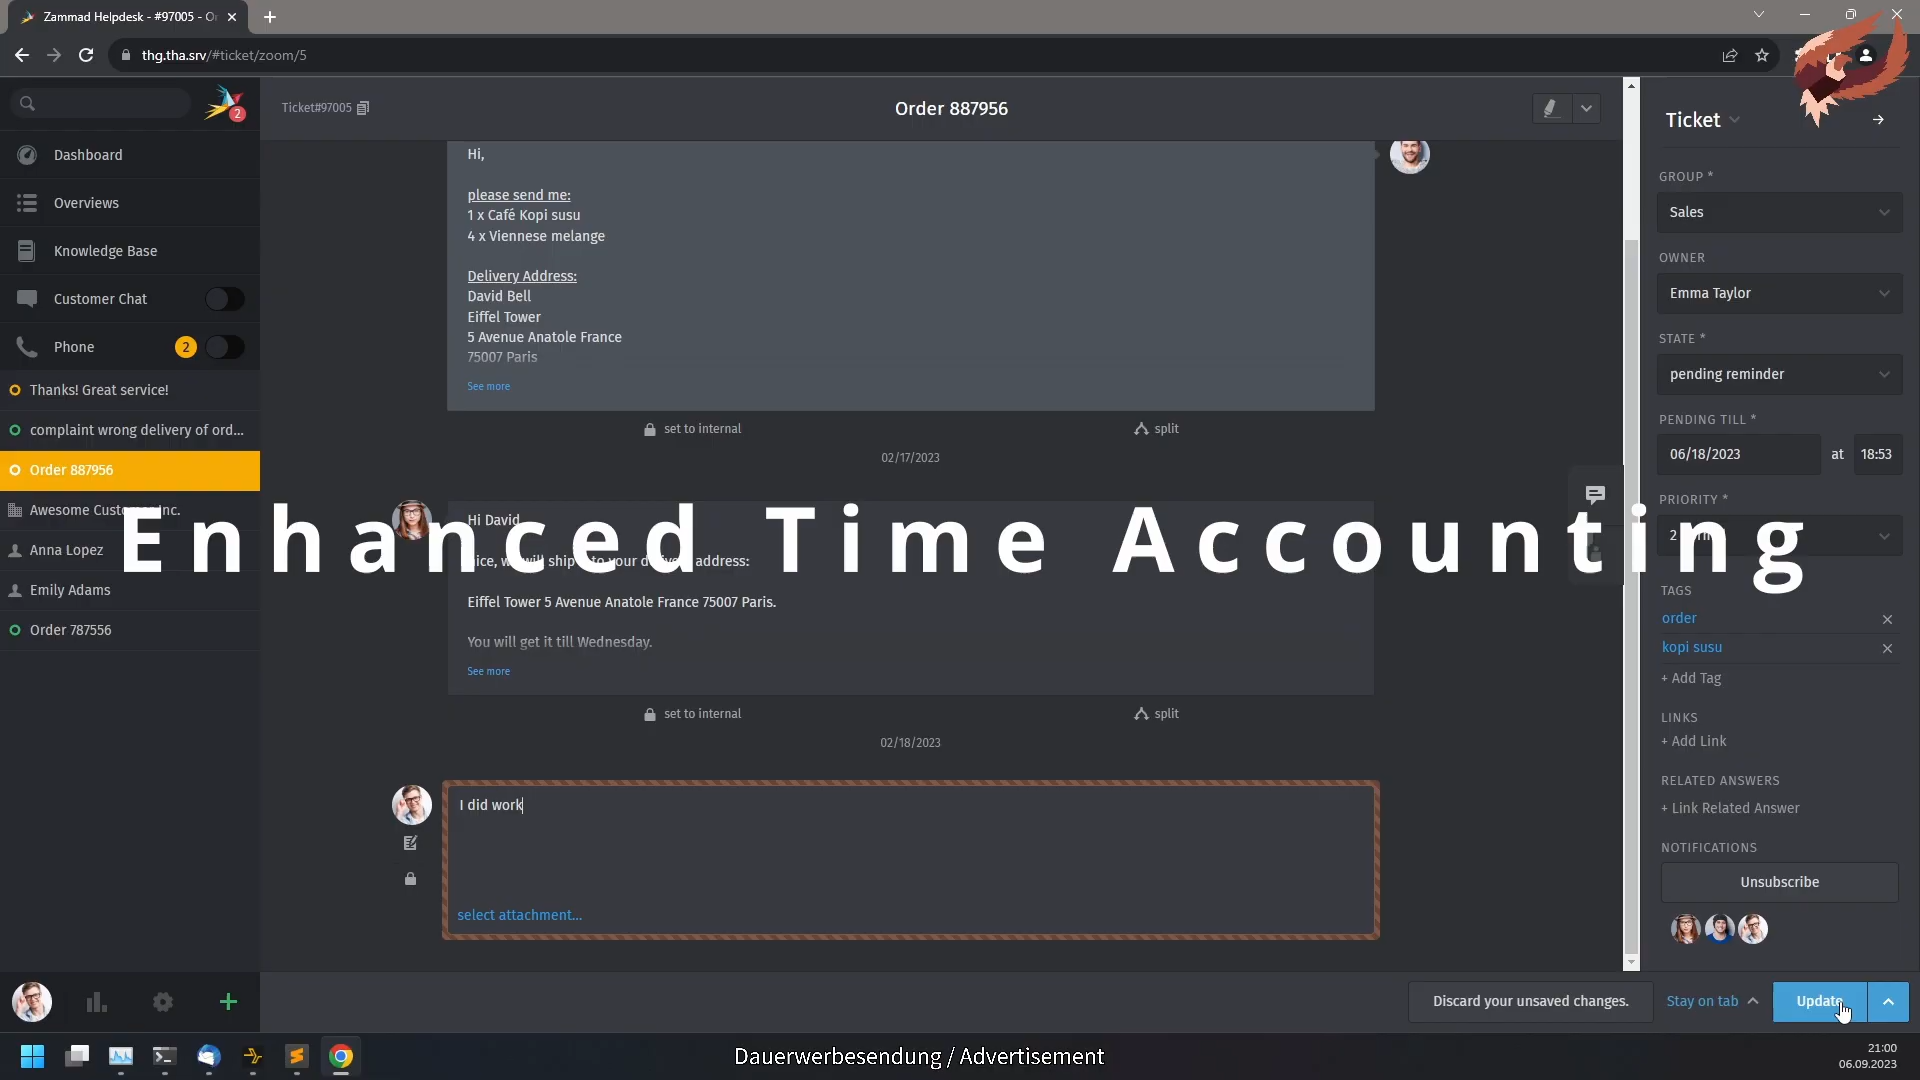 Zammad Helpdesk - #97005 - Or
thg.tha.srv/#ticket/zoom/5
2
Dashboard
Overviews
Knowledge Base
Customer Chat
Phone
2
Thanks! Great service!
complaint wrong delivery of ord...
Order 887956
Awesome Customer Inc.
Anna Lopez
Emily Adams
Order 787556
Ticket#97005
Order 887956
Hi,
please send me:
1 x Café Kopi susu
4 x Viennese melange
Delivery Address:
David Bell
Eiffel Tower
5 Avenue Anatole France
75007 Paris
See more
set to internal
split
02/17/2023
Enhanced Time Accounting
Hi David
Eiffel Tower 5 Avenue Anatole France 75007 Paris.
You will get it till Wednesday.
See more
set to internal
split
02/18/2023
I did work
select attachment...
Ticket
GROUP *
Sales
OWNER
Emma Taylor
STATE *
pending reminder
PENDING TILL *
06/18/2023 at 18:53
PRIORITY *
2
TAGS
order
kopi susu
+ Add Tag
LINKS
+ Add Link
RELATED ANSWERS
+ Link Related Answer
NOTIFICATIONS
Unsubscribe
Discard your unsaved changes.
Stay on tab
Update
Dauerwerbesendung / Advertisement
21:00
06.09.2023